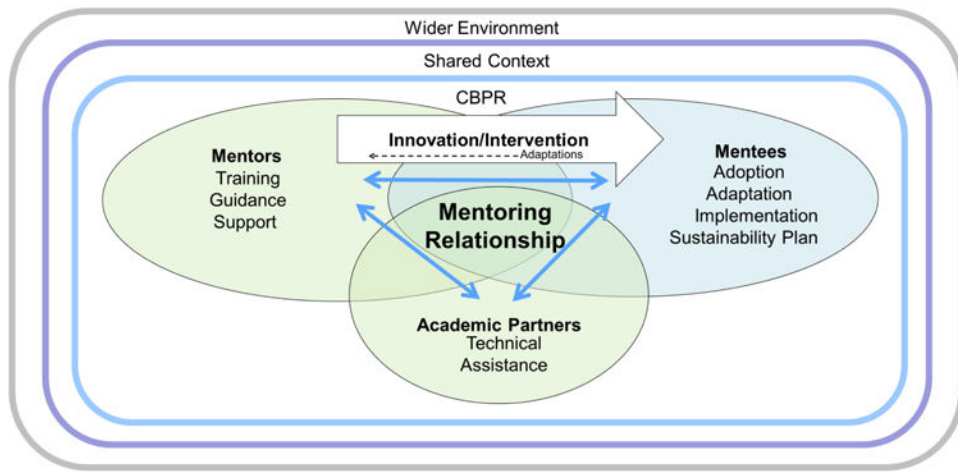 Wider Environment
Shared Context
CBPR
Innovation/Intervention
Adaptations
Mentors
Training
Guidance
Support
Mentees
Adoption
Adaptation
Implementation
Sustainability Plan
Mentoring
Relationship
Academic Partners
Technical
Assistance